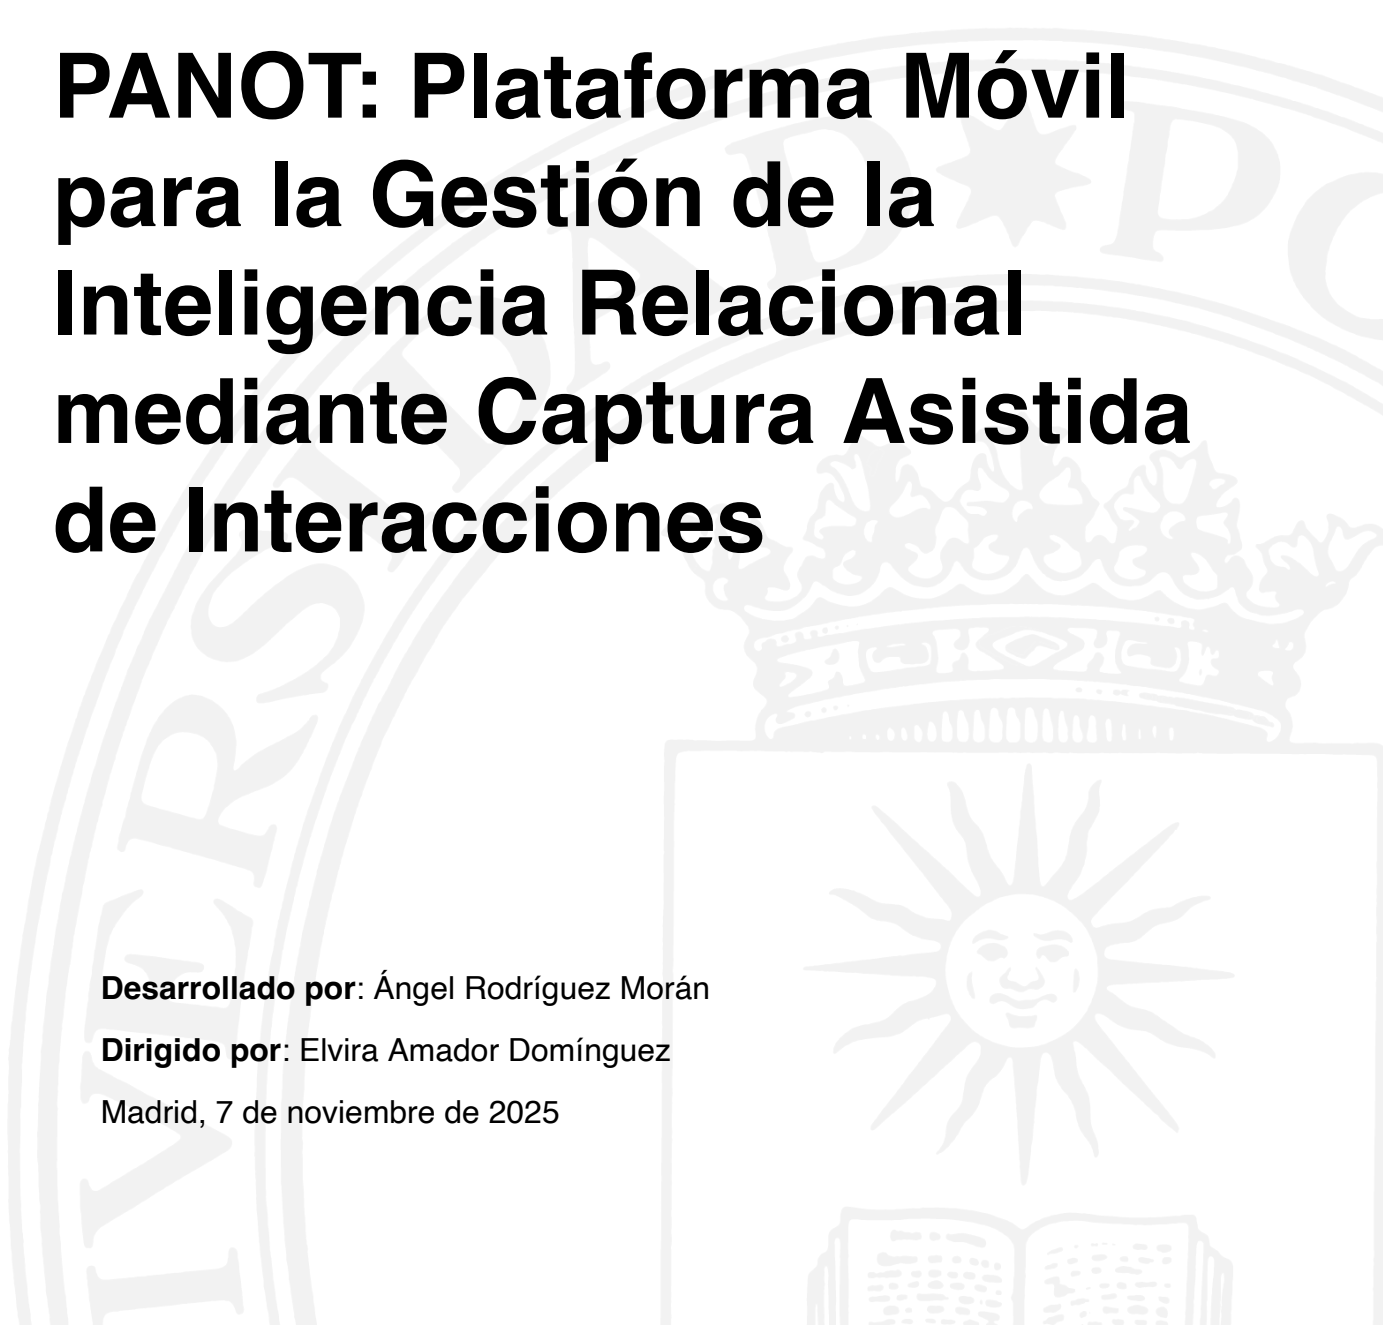 PANOT: Plataforma Móvil
para la Gestión de la
Inteligencia Relacional
mediante Captura Asistida
de Interacciones
Desarrollado por: Ángel Rodríguez Morán
Dirigido por: Elvira Amador Domínguez
Madrid, 7 de noviembre de 2025